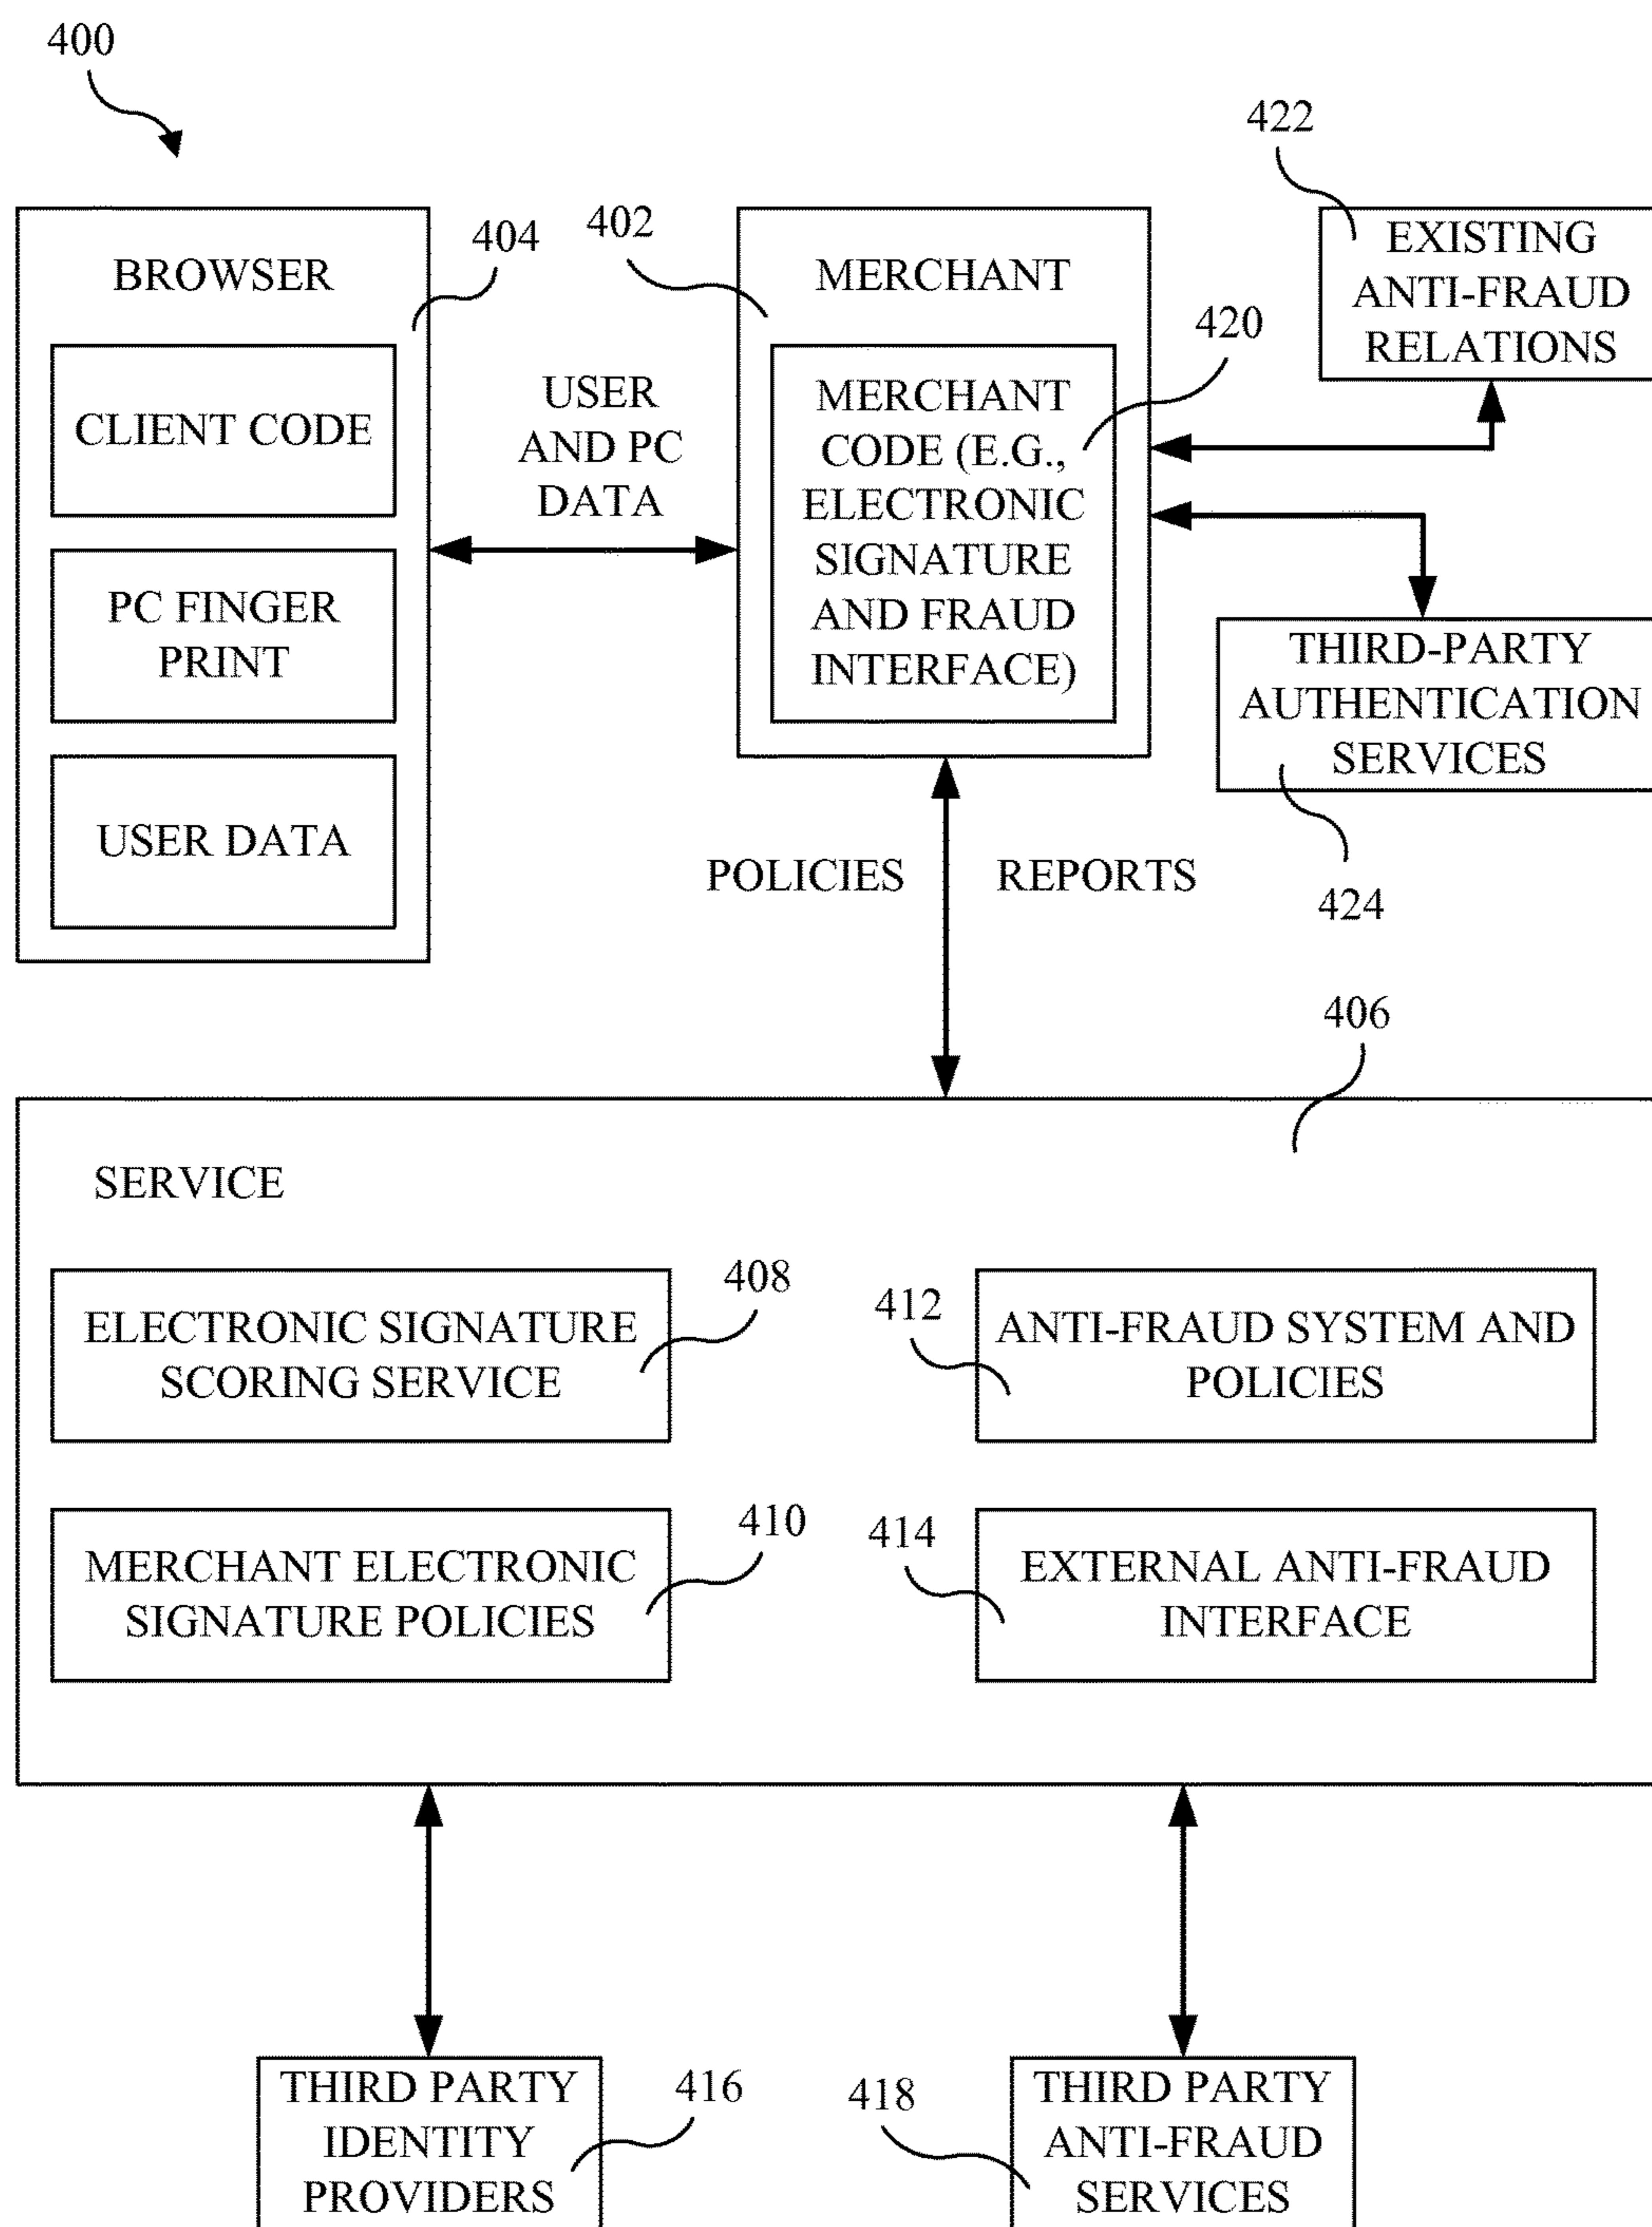 400
422
BROWSER
404
402
MERCHANT
EXISTING
ANTI-FRAUD
RELATIONS
420
CLIENT CODE
USER
AND PC
DATA
MERCHANT
CODE (E.G.,
ELECTRONIC
SIGNATURE
AND FRAUD
INTERFACE)
PC FINGER
PRINT
THIRD-PARTY
AUTHENTICATION
SERVICES
USER DATA
POLICIES
REPORTS
424
406
SERVICE
408
ELECTRONIC SIGNATURE
SCORING SERVICE
412
ANTI-FRAUD SYSTEM AND
POLICIES
410
MERCHANT ELECTRONIC
SIGNATURE POLICIES
414
EXTERNAL ANTI-FRAUD
INTERFACE
THIRD PARTY
IDENTITY
PROVIDERS
416
418
THIRD PARTY
ANTI-FRAUD
SERVICES